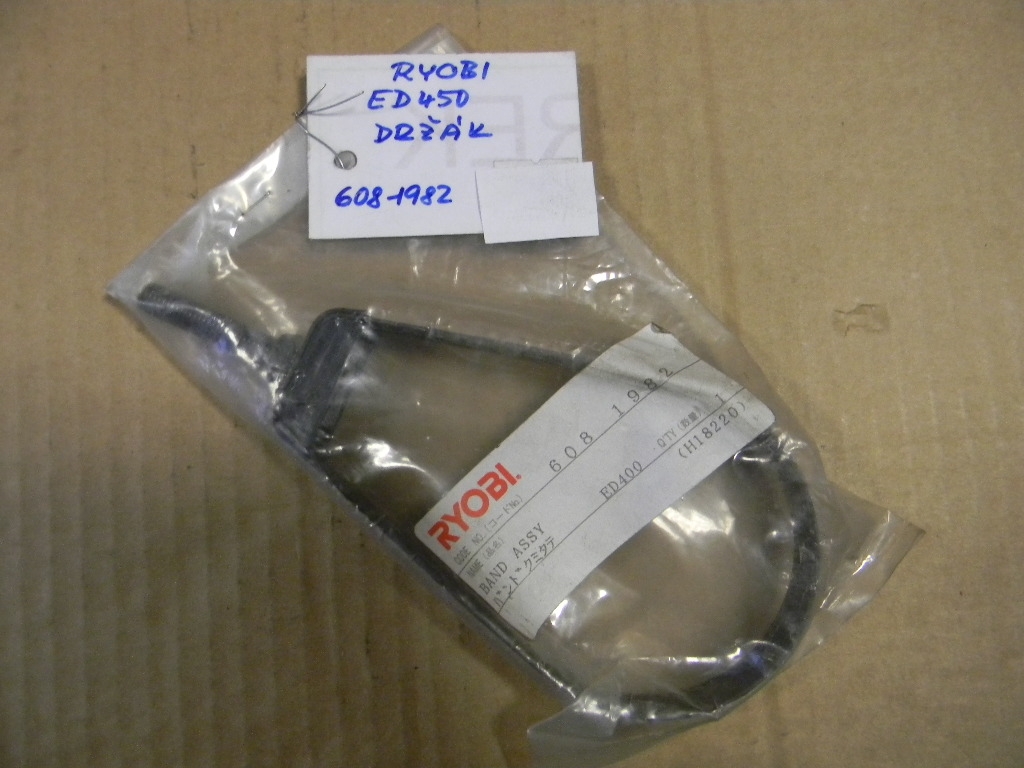 RYOBI
ED450
DRŽÁK
608-1982
RYOBI.
CODE NO.(コードNo.) 608 1982
NAME (品名) ED400 Q'TY (数量) 1
BAND ASSY (H18220)
バンドクミタテ